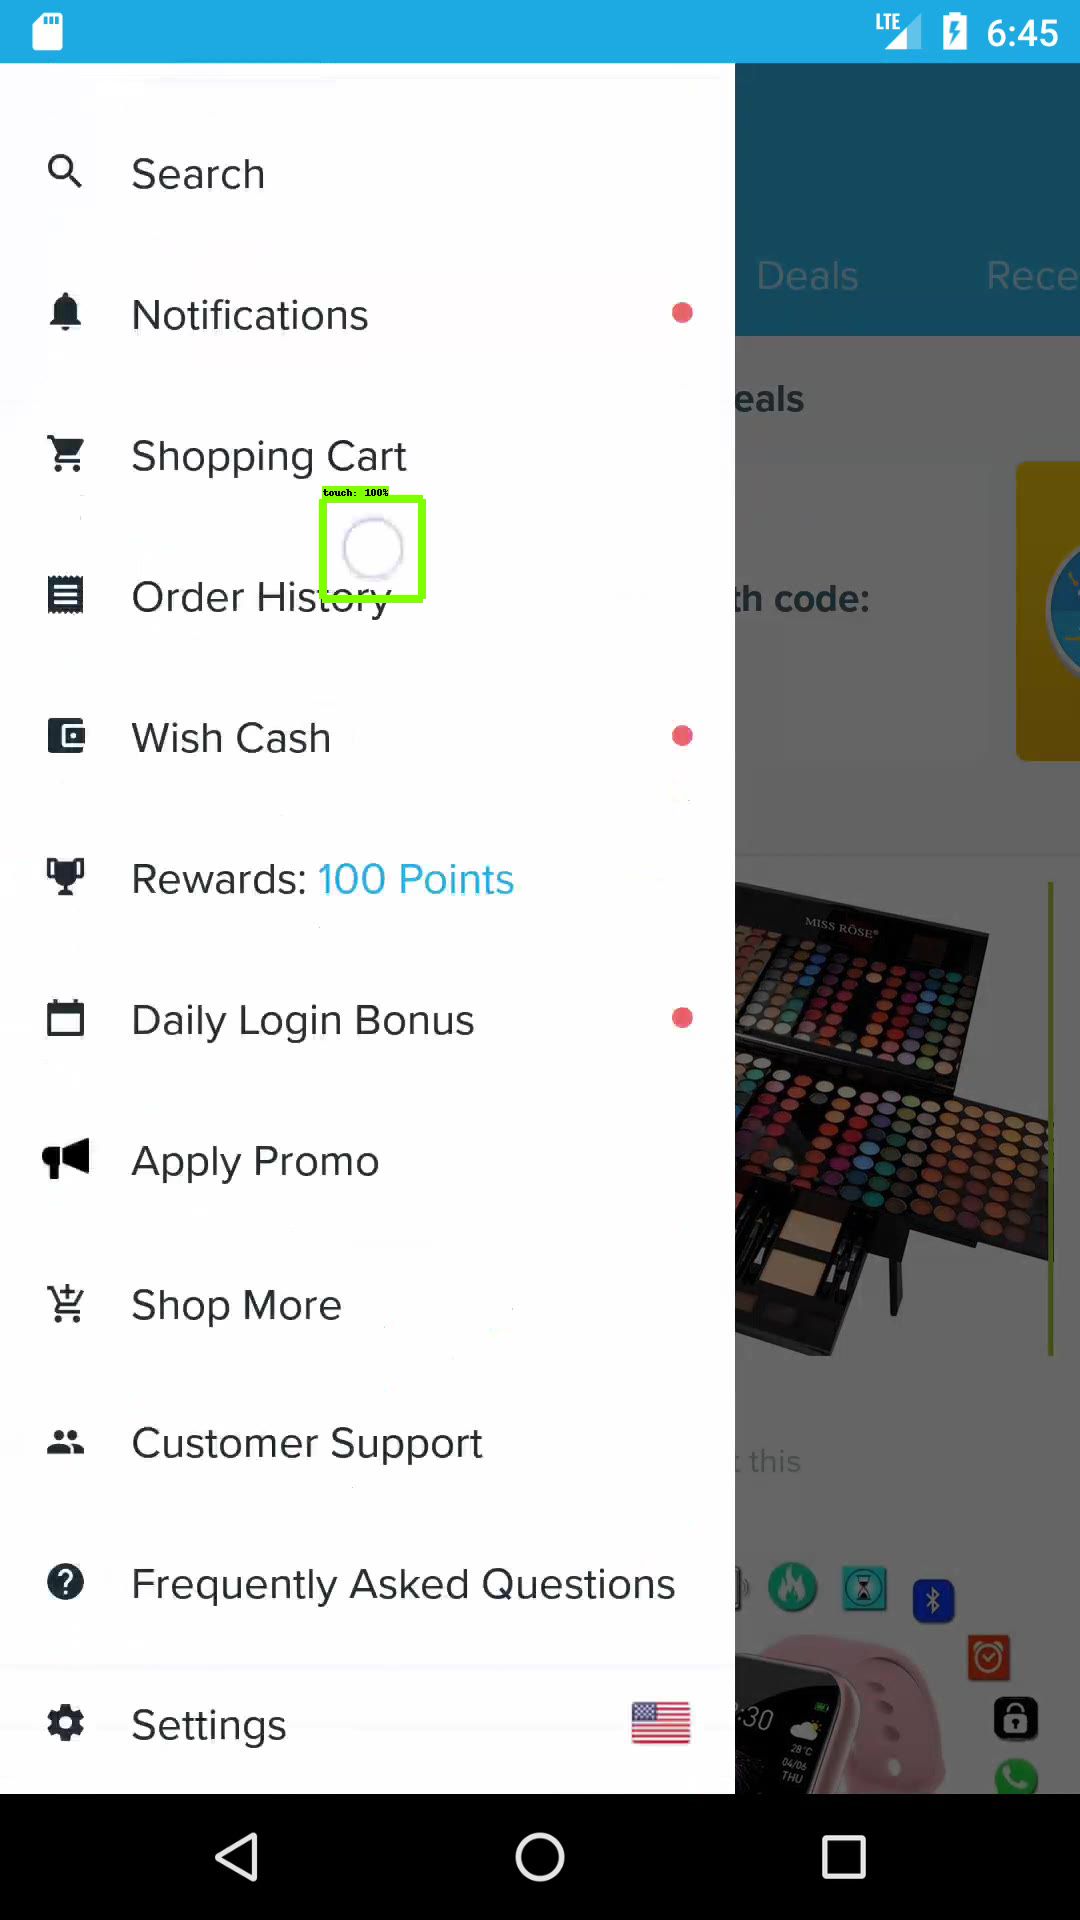 LTE 6:45
Search
Deals Rece
Notifications
eals
Shopping Cart
touch: 100%
Order History
th code:
Wish Cash
Rewards: 100 Points
MISS RÔSE®
Daily Login Bonus
Apply Promo
Shop More
Customer Support
t this
Frequently Asked Questions
Settings
:30
28°C
04/06
THU